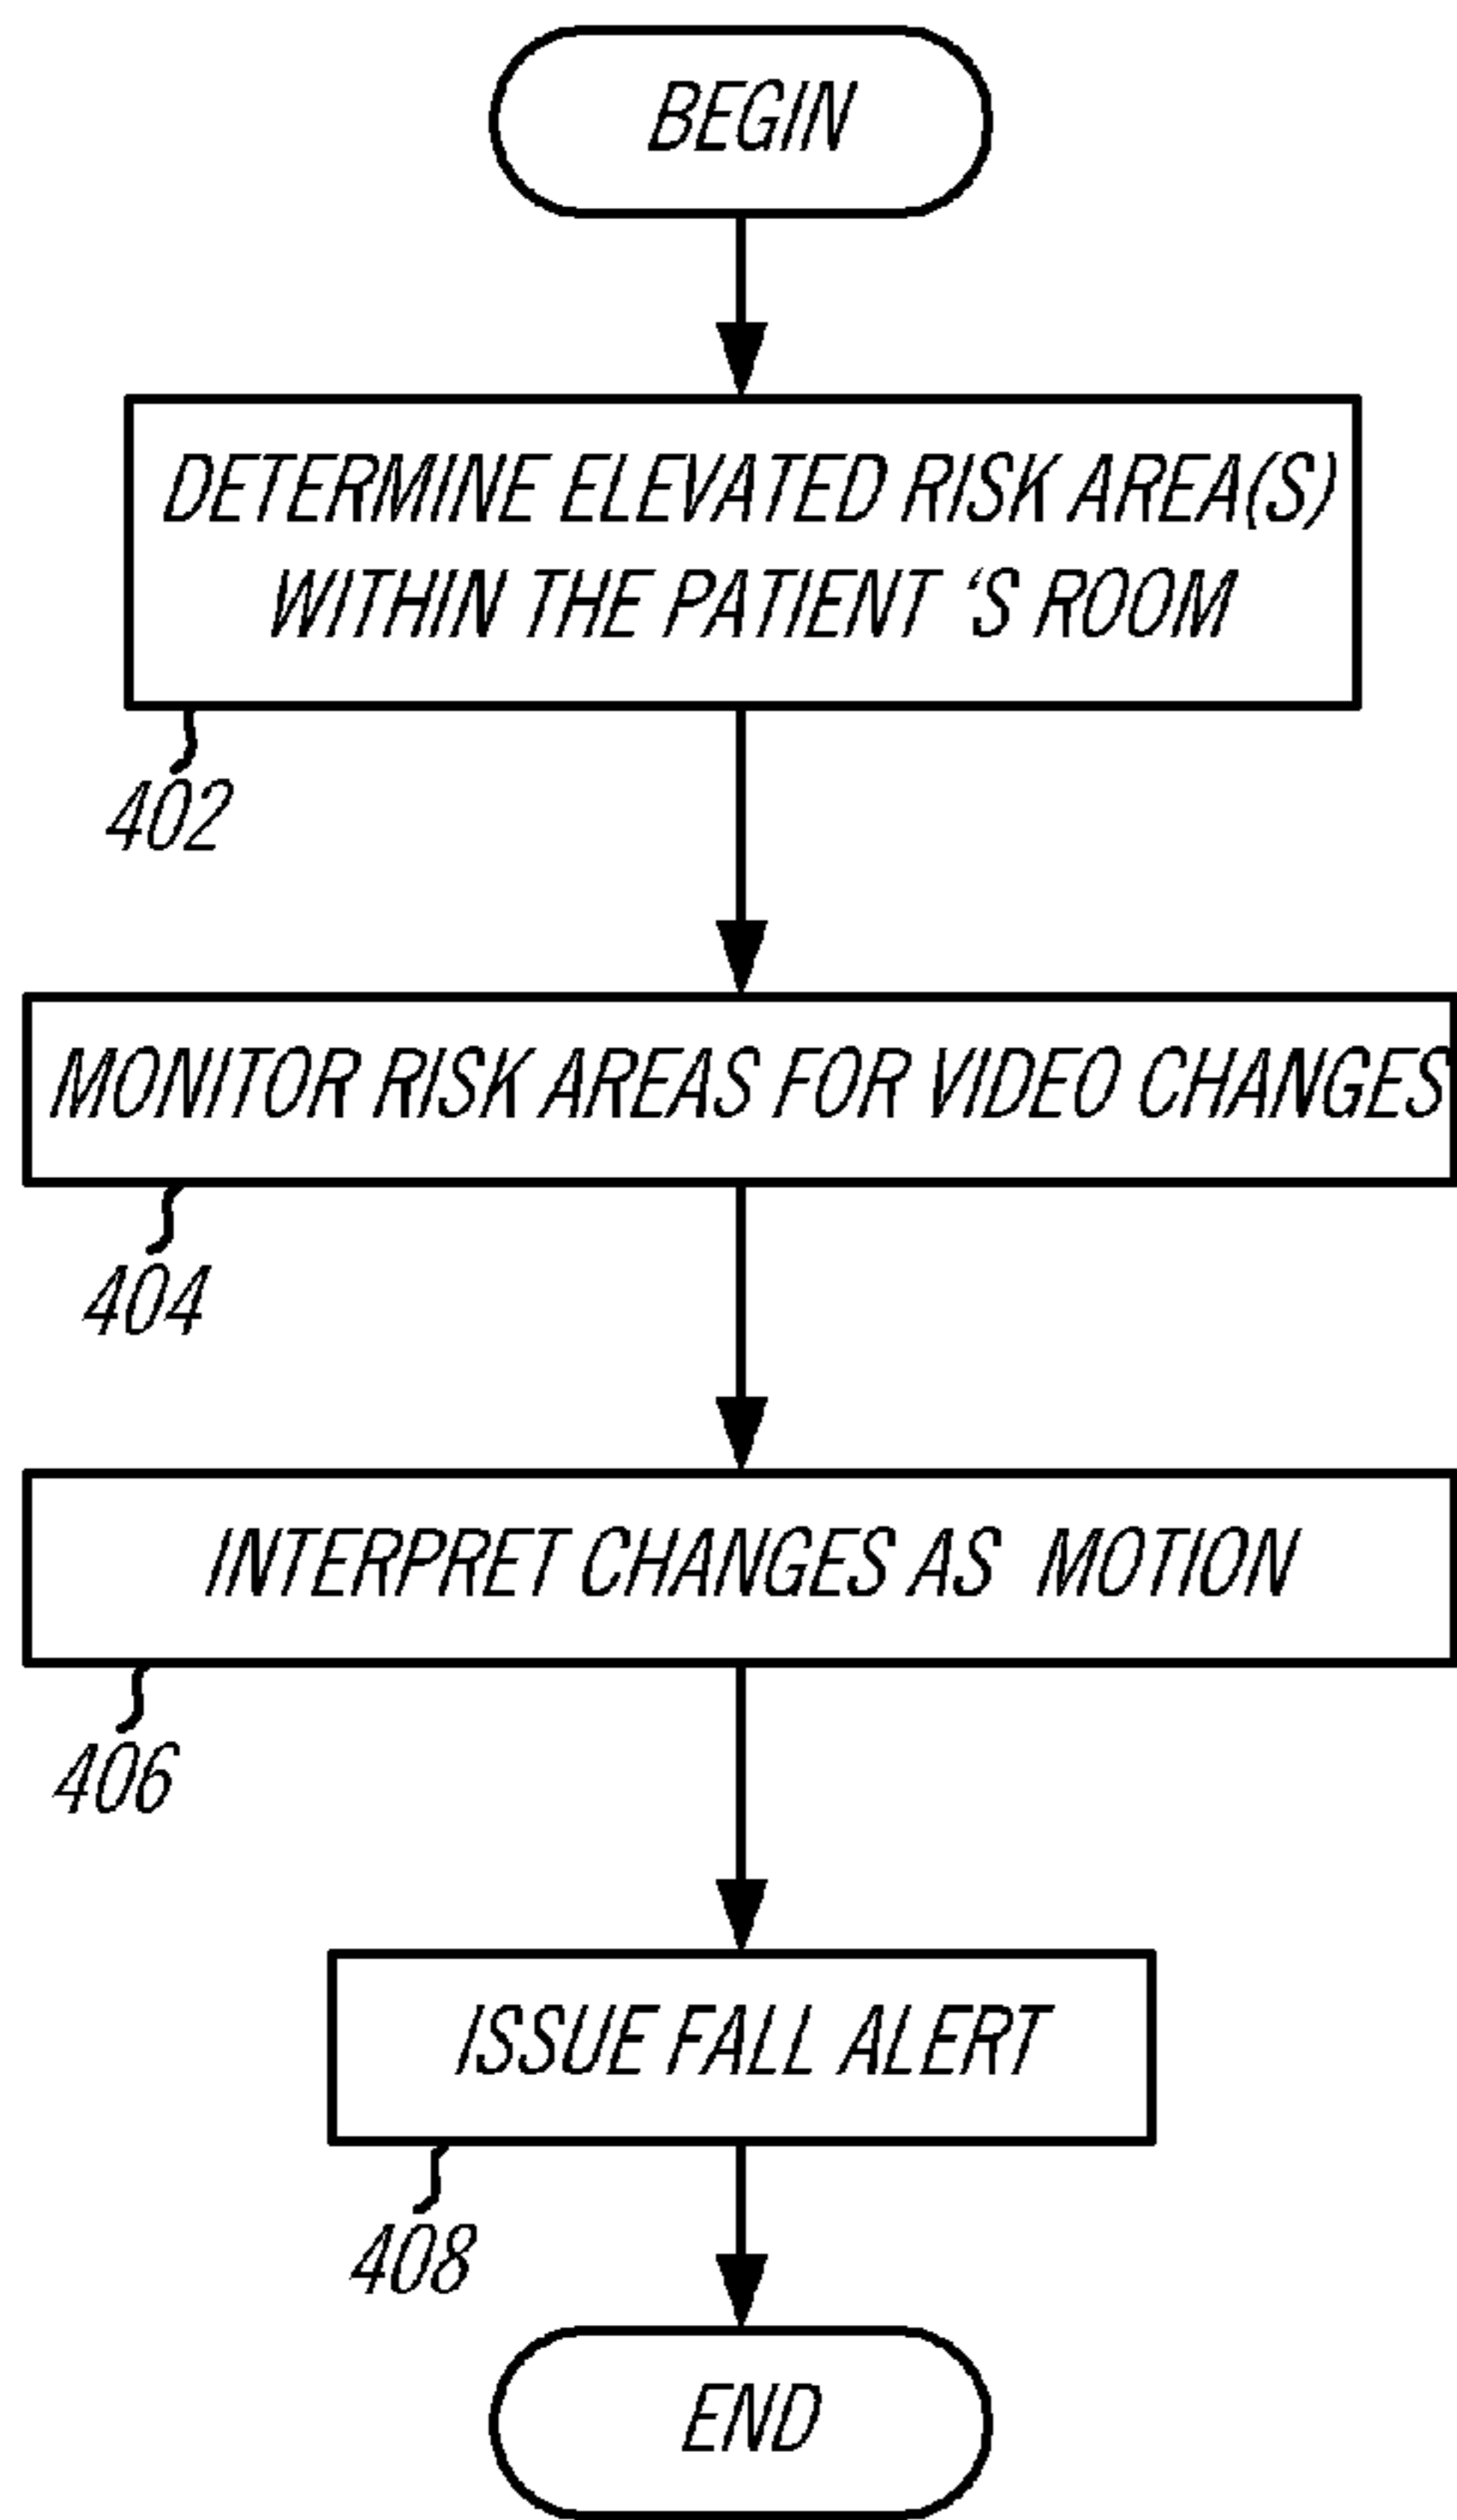 BEGIN
DETERMINE ELEVATED RISK AREA(S)
WITHIN THE PATIENT ‘S ROOM
402
MONITOR RISK AREAS FOR VIDEO CHANGES
404
INTERPRET CHANGES AS MOTION
406
ISSUE FALL ALERT
408
END